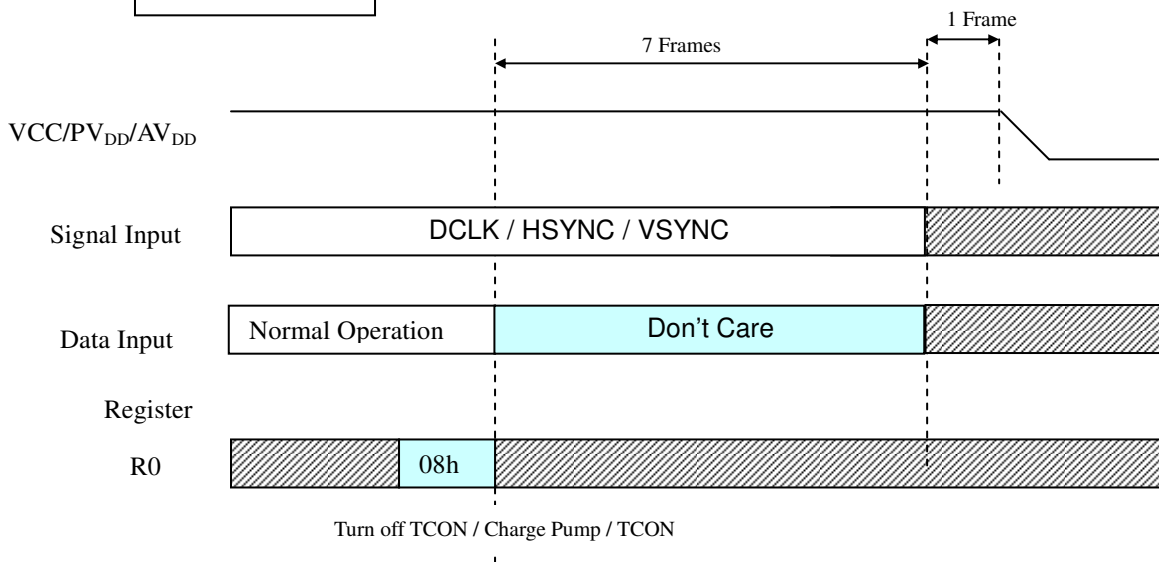 1 Frame
7 Frames
VCC/PVDD/AVDD
Signal Input
DCLK / HSYNC / VSYNC
Data Input
Normal Operation
Don't Care
Register
R0
08h
Turn off TCON / Charge Pump / TCON